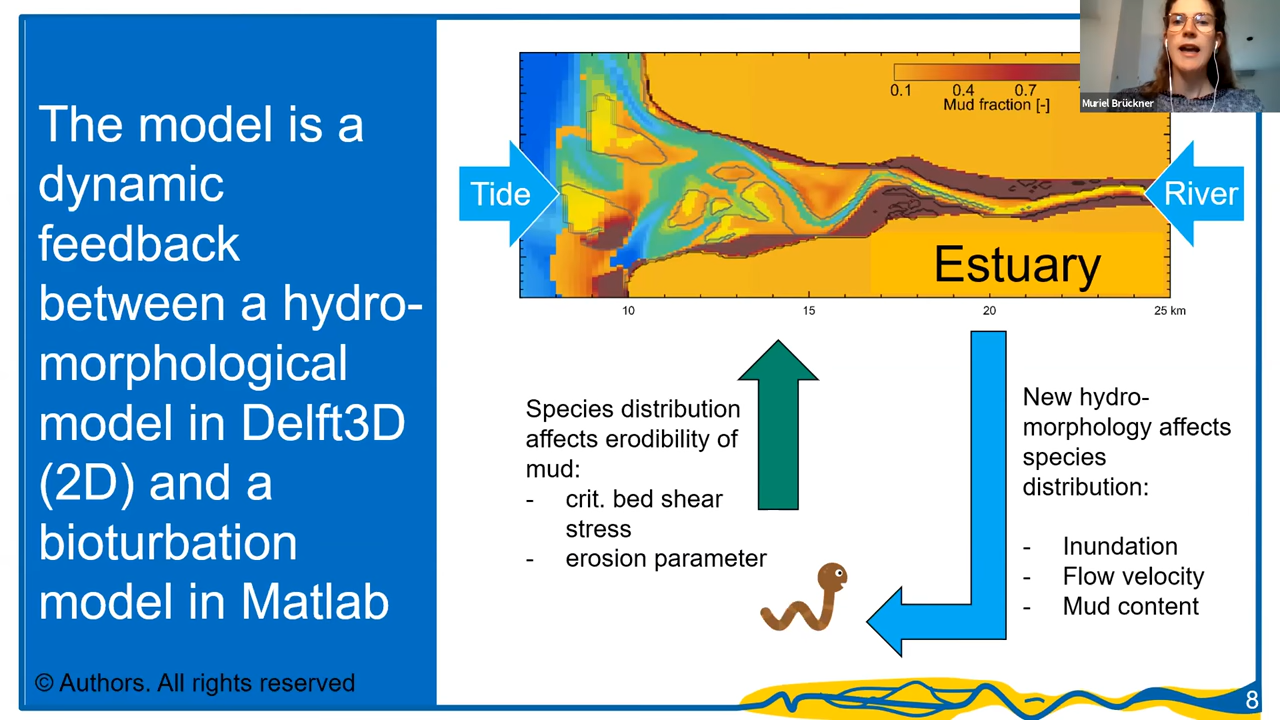 The model is a
dynamic
feedback
between a hydro-
morphological
model in Delft3D
(2D) and a
bioturbation
model in Matlab
© Authors. All rights reserved
0.1 0.4 0.7
Mud fraction [-]
Muriel Brückner
Tide
River
Estuary
10 15 20 25 km
Species distribution
affects erodibility of
mud:
- crit. bed shear
stress
- erosion parameter
New hydro-
morphology affects
species
distribution:
- Inundation
- Flow velocity
- Mud content
8